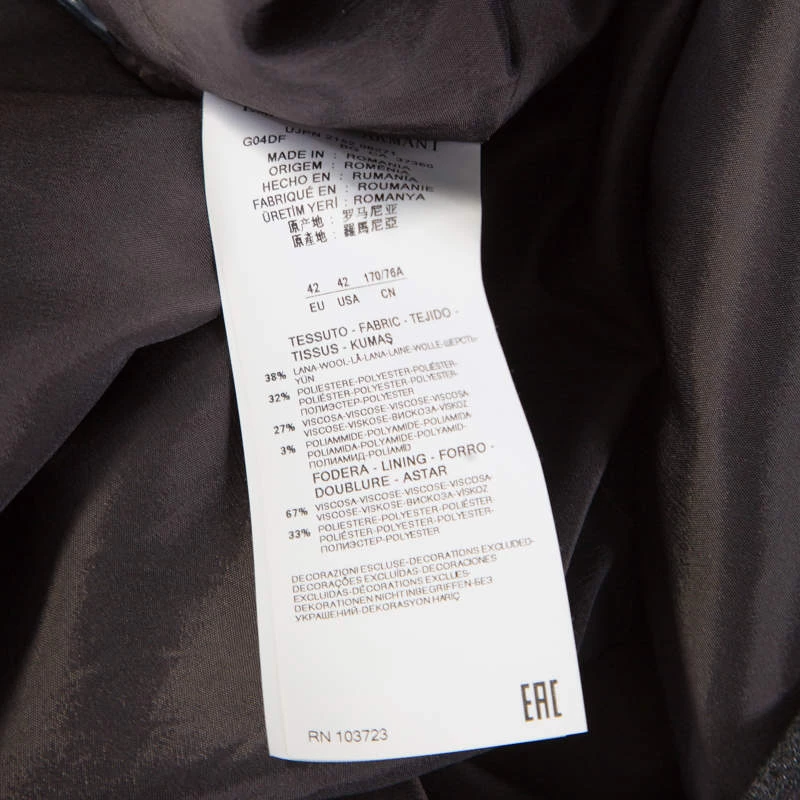 ARMANI
G04DF
MADE IN : ROMANIA
ORIGEM : ROMENIA
HECHO EN : RUMANIA
FABRIQUÉ EN : ROUMANIE
ÜRETİM YERİ : ROMANYA
原产地: 罗马尼亚
原產地: 羅馬尼亞
42 42 170/76A
EU USA CN
TESSUTO - FABRIC - TEJIDO -
TISSUS - KUMAŞ
38% LANA-WOOL-LÃ-LANA-LAINE-WOLLE-ШЕРСТЬ-
YÜN
32% POLIESTERE-POLYESTER-POLIÉSTER-
POLIÉSTER-POLYESTER-POLYESTER-
ПОЛИЭСТЕР-POLYESTER
27% VISCOSA-VISCOSE-VISCOSE-VISCOSA-
VISCOSE-VISKOSE-ВИСКОЗА-VISKOZ
3% POLIAMMIDE-POLYAMIDE-POLIAMIDA-
POLIAMIDA-POLYAMIDE-POLYAMID-
ПОЛИАМИД-POLIAMID
FODERA - LINING - FORRO -
DOUBLURE - ASTAR
67% VISCOSA-VISCOSE-VISCOSE-VISCOSA-
VISCOSE-VISKOSE-ВИСКОЗА-VISKOZ
33% POLIESTERE-POLYESTER-POLIÉSTER-
POLIÉSTER-POLYESTER-POLYESTER-
ПОЛИЭСТЕР-POLYESTER
DECORAZIONI ESCLUSE-DECORATIONS EXCLUDED-
DECORAÇÕES EXCLUÍDAS-DECORACIONES
EXCLUIDAS-DÉCORATIONS EXCLUES-
DEKORATIONEN NICHT INBEGRIFFEN-БЕЗ
УКРАШЕНИЙ-DEKORASYON HARİÇ
EAC
RN 103723